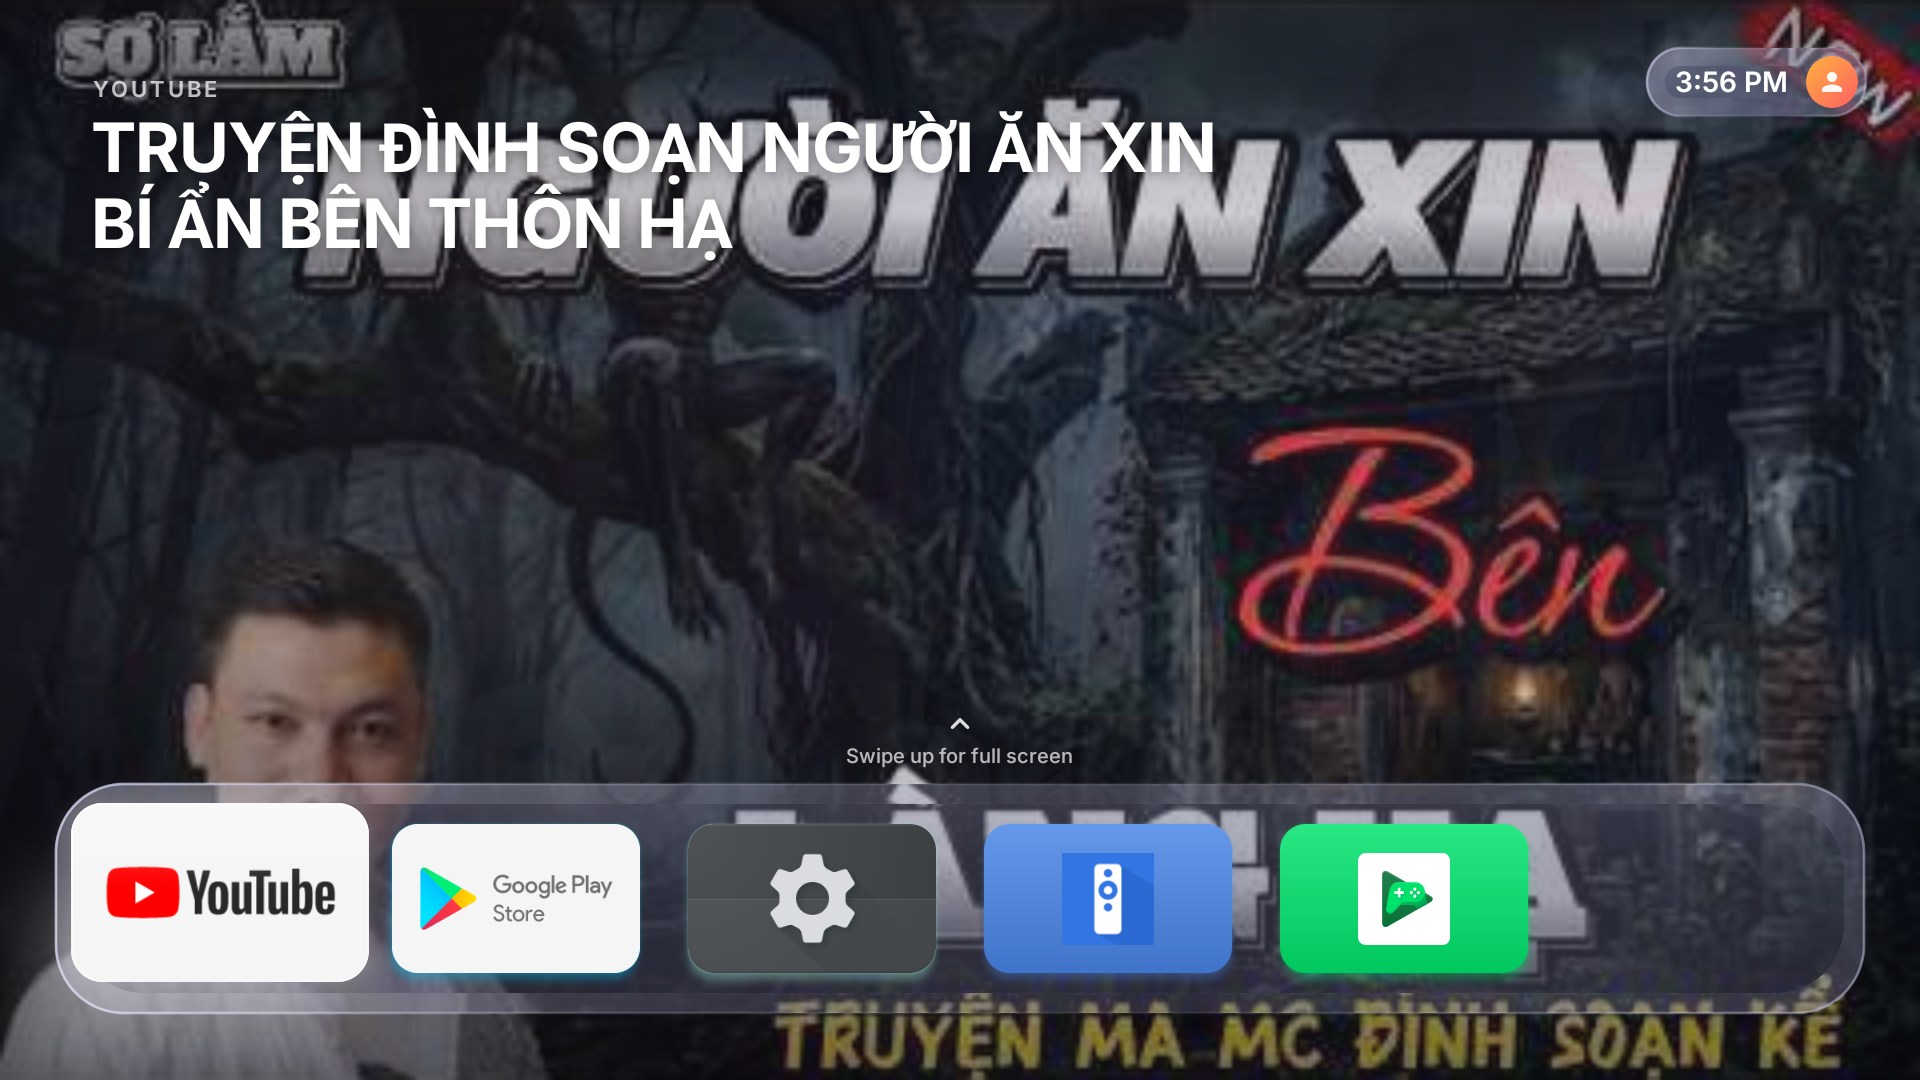 SỢ LẮM
NEW
YOUTUBE
3:56 PM
TRUYỆN ĐÌNH SOẠN NGƯỜI ĂN XIN
BÍ ẨN BÊN THÔN HẠ
NGƯỜI ĂN XIN
Bên
Swipe up for full screen
YouTube
Google Play
Store
TRUYỆN MA MC ĐÌNH SOẠN KỂ